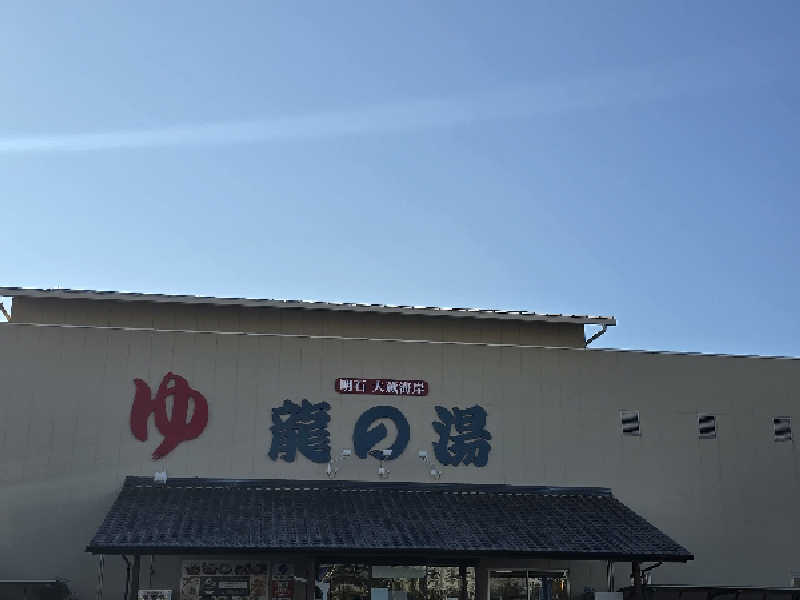 明石 大蔵海岸
ゆ 龍の湯